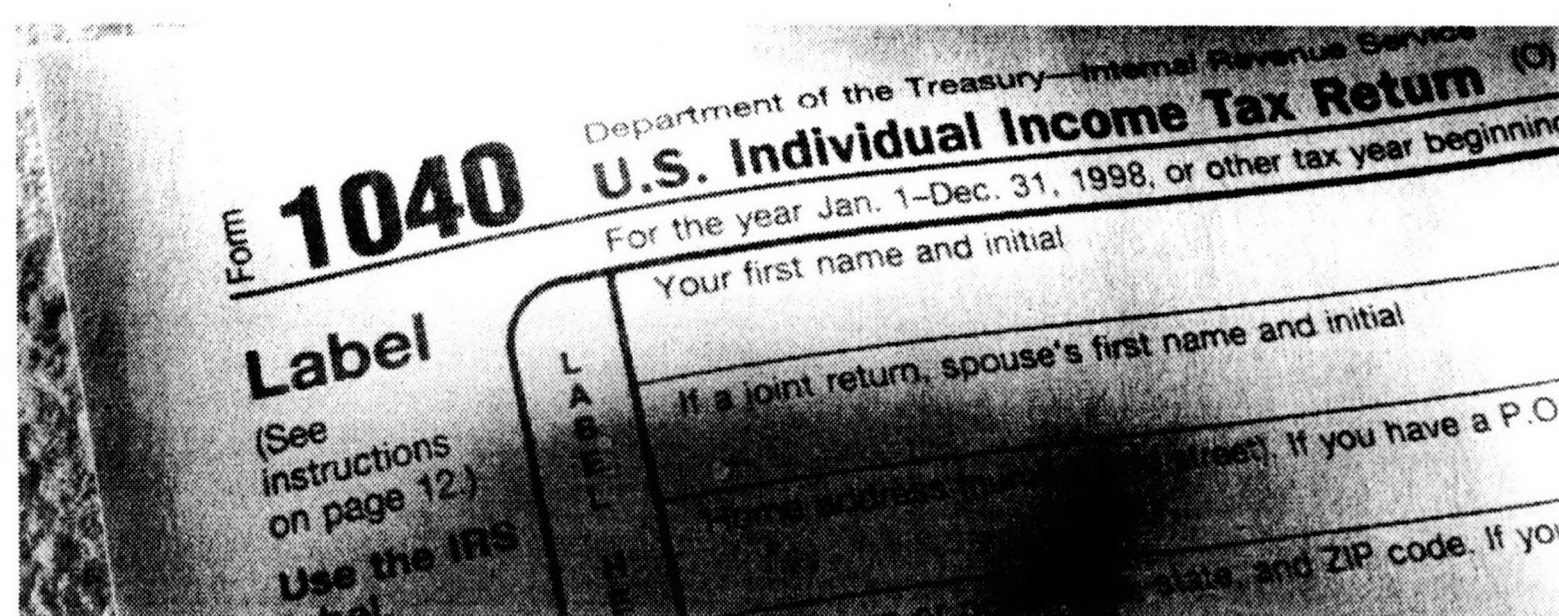 Department of the Treasury—Internal Revenue Service
Form 1040 U.S. Individual Income Tax Return (O)
For the year Jan. 1–Dec. 31, 1998, or other tax year beginning
Label
(See
instructions
on page 12.)
Use the IRS
L
A
B
E
L
H
Your first name and initial
If a joint return, spouse's first name and initial
Home address street). If you have a P.O
state, and ZIP code. If you